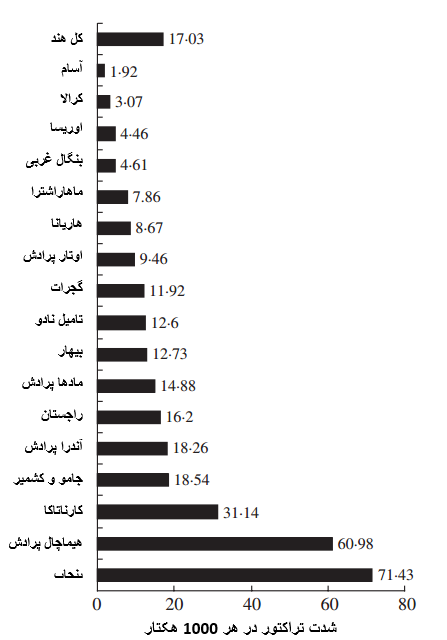 کل هند 17·03
آسام 1·92
کرالا 3·07
اوریسا 4·46
بنگال غربی 4·61
ماهاراشترا 7.86
هاریانا 8·67
اوتار پرادش 9·46
گجرات 11·92
تامیل نادو 12·6
بیهار 12·73
مادها پرادش 14·88
راجستان 16·2
آندرا پرادش 18·26
جامو و کشمیر 18·54
کارناتاکا 31·14
هیماچال پرادش 60·98
پنجاب 71·43
0 20 40 60 80
شدت تراکتور در هر 1000 هکتار